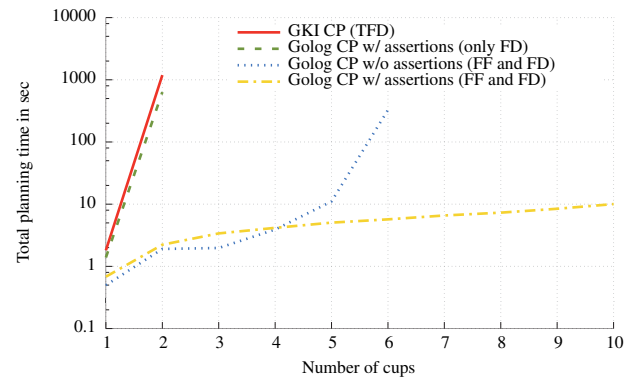 GKI CP (TFD)
Golog CP w/ assertions (only FD)
Golog CP w/o assertions (FF and FD)
Golog CP w/ assertions (FF and FD)
10000
1000
100
10
1
0.1
Total planning time in sec
1 2 3 4 5 6 7 8 9 10
Number of cups